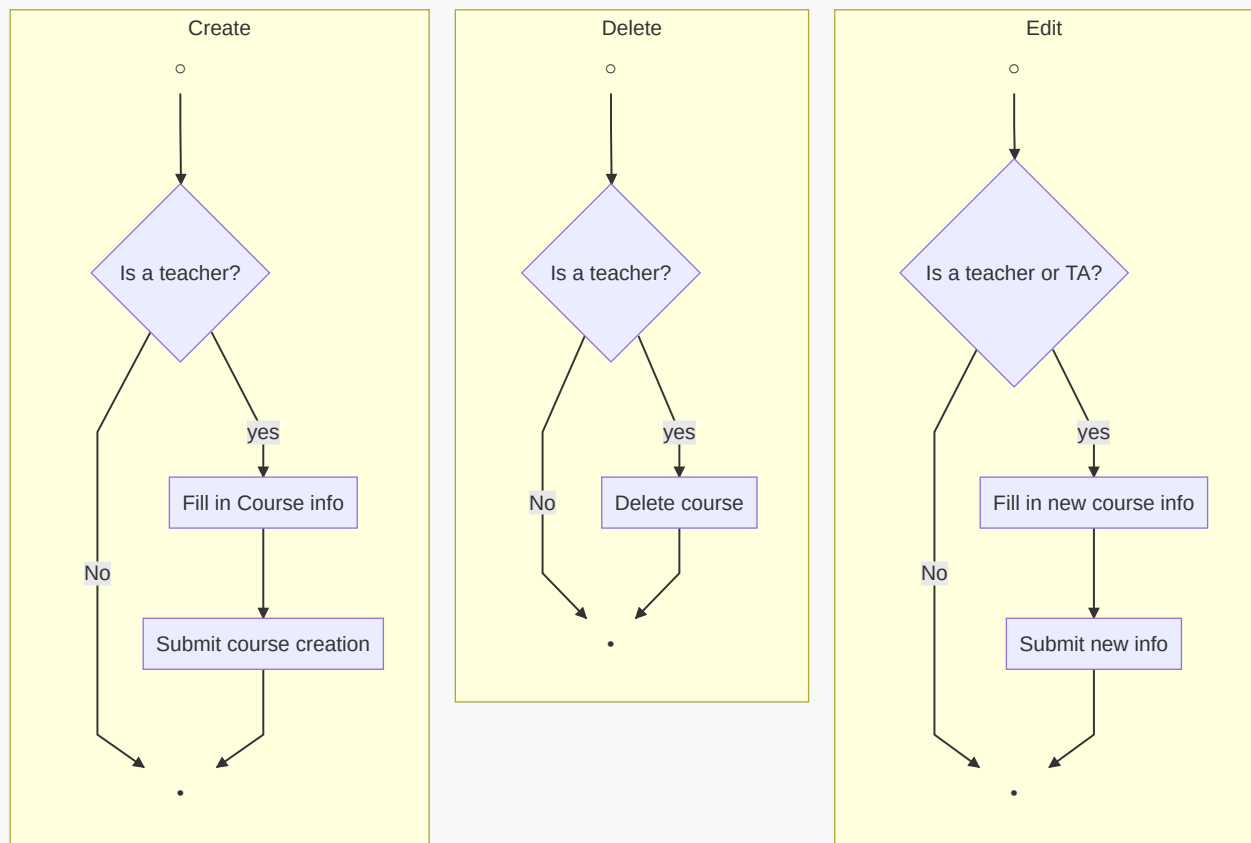 Create
Is a teacher?
yes
Fill in Course info
No
Submit course creation
Delete
Is a teacher?
yes
No
Delete course
Edit
Is a teacher or TA?
yes
Fill in new course info
No
Submit new info